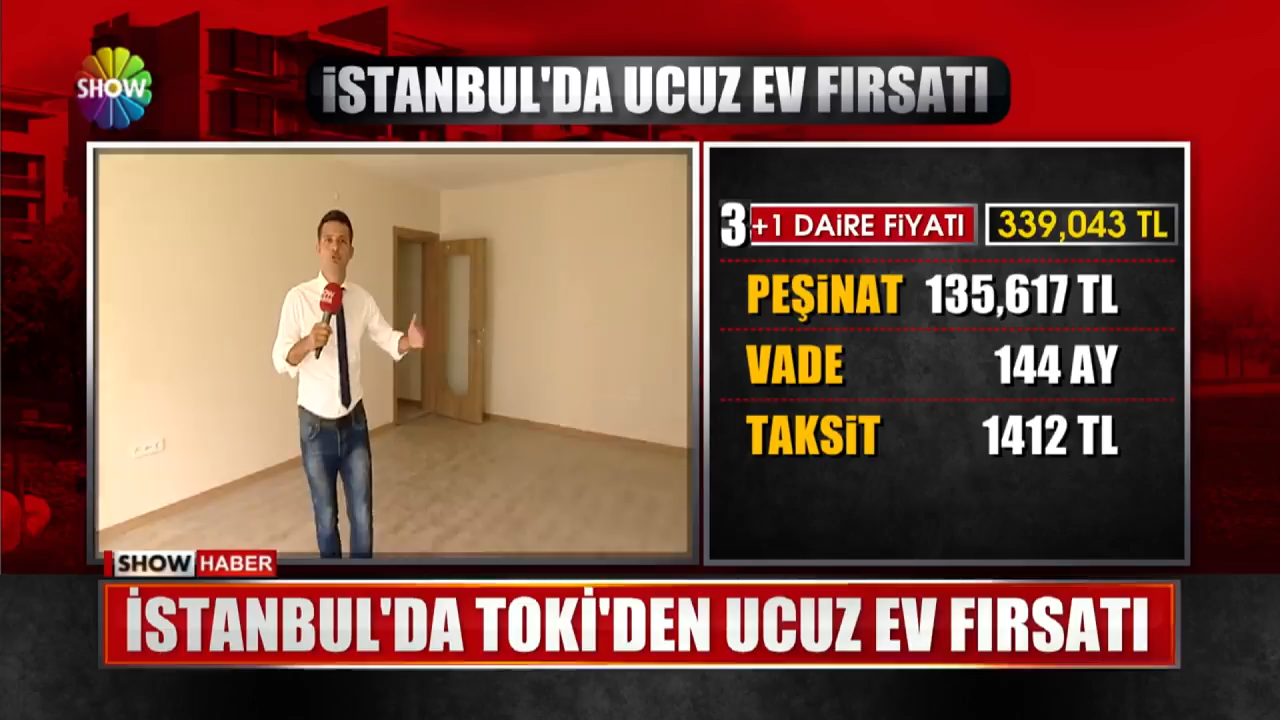 SHOW
İSTANBUL'DA UCUZ EV FIRSATI
3+1 DAİRE FİYATI 339,043 TL
PEŞİNAT 135,617 TL
VADE 144 AY
TAKSİT 1412 TL
SHOW HABER
İSTANBUL'DA TOKİ'DEN UCUZ EV FIRSATI